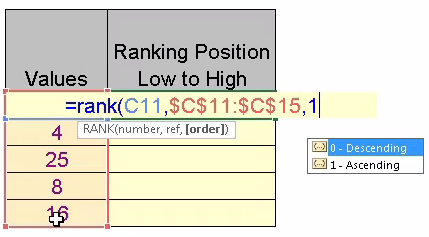 Ranking Position
Values Low to High
=rank(C11,$C$11:$C$15,1
4
RANK(number, ref, [order])
25
0 - Descending
8
1 - Ascending
16